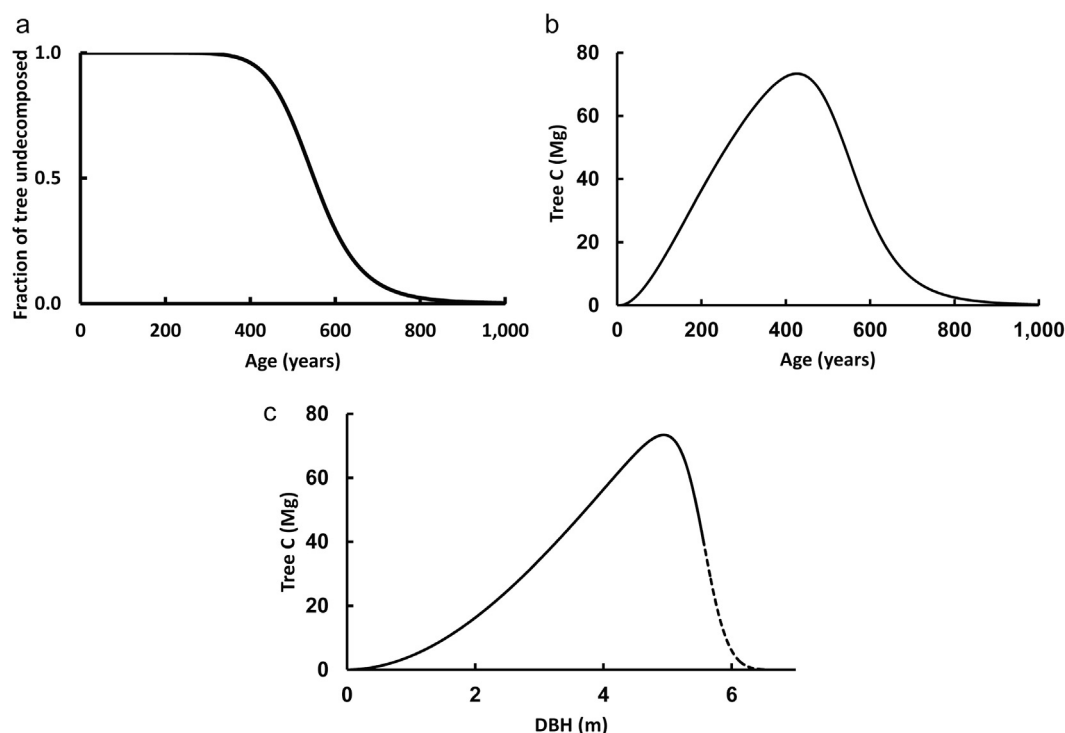 a
Fraction of tree undecomposed
1.0
0.5
0.0
0 200 400 600 800 1,000
Age (years)
b
Tree C (Mg)
80
60
40
20
0
0 200 400 600 800 1,000
Age (years)
c
Tree C (Mg)
80
60
40
20
0
0 2 4 6
DBH (m)